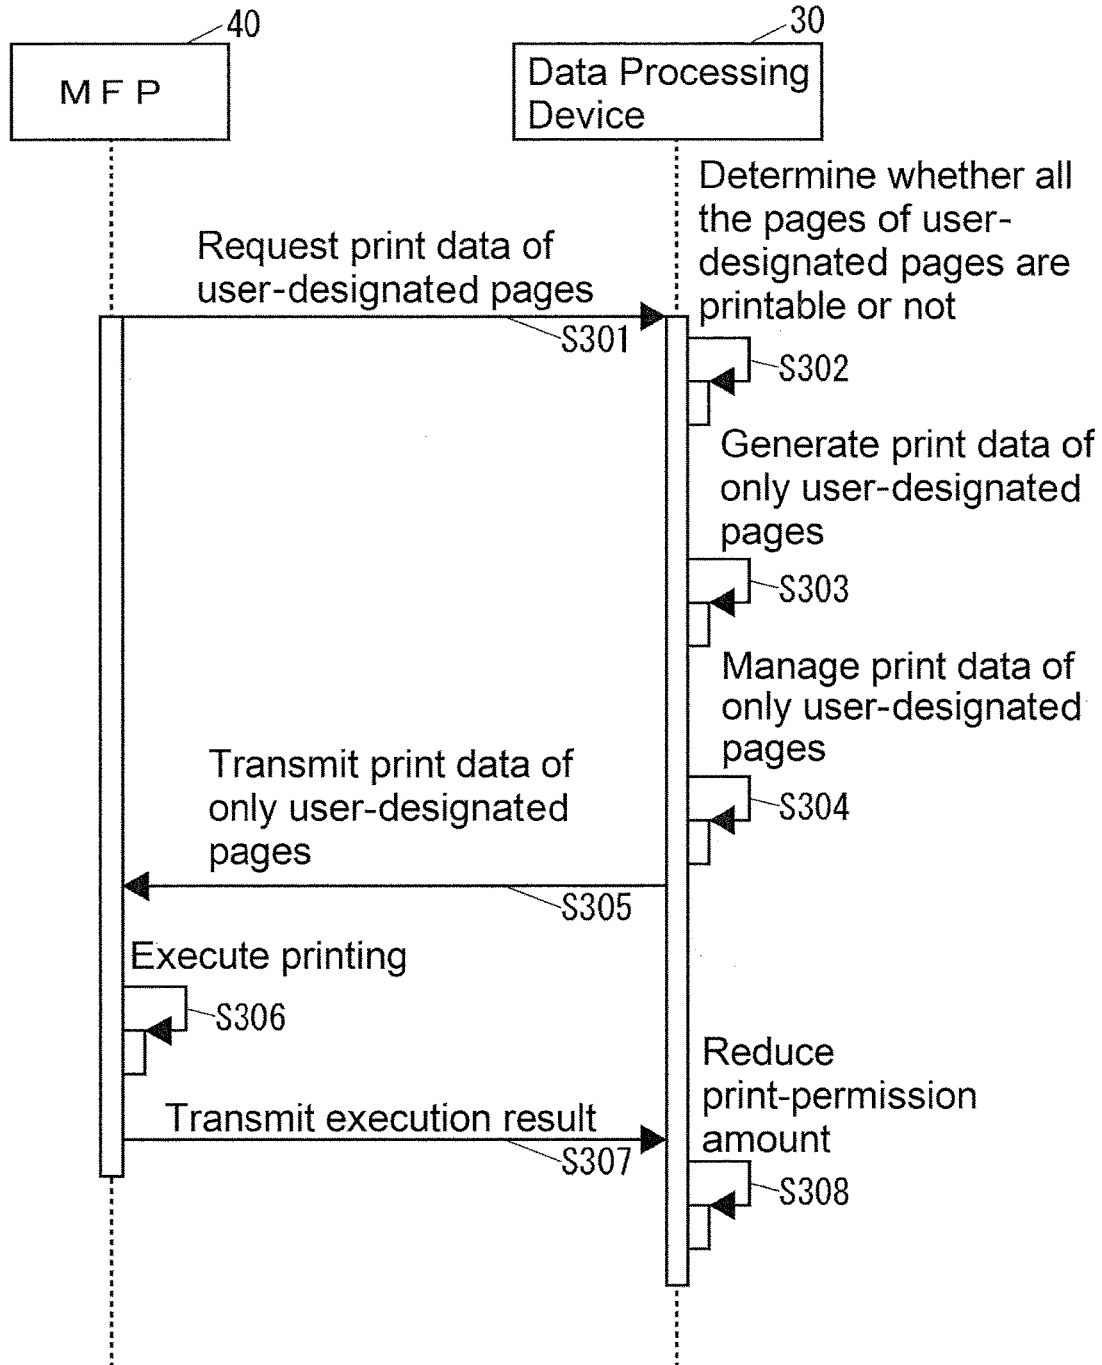 40
MFP
30
Data Processing
Device
Determine whether all
the pages of user-
designated pages are
printable or not
Request print data of
user-designated pages
S301
S302
Generate print data of
only user-designated
pages
S303
Manage print data of
only user-designated
pages
S304
Transmit print data of
only user-designated
pages
S305
Execute printing
S306
Reduce
print-permission
amount
Transmit execution result
S307
S308